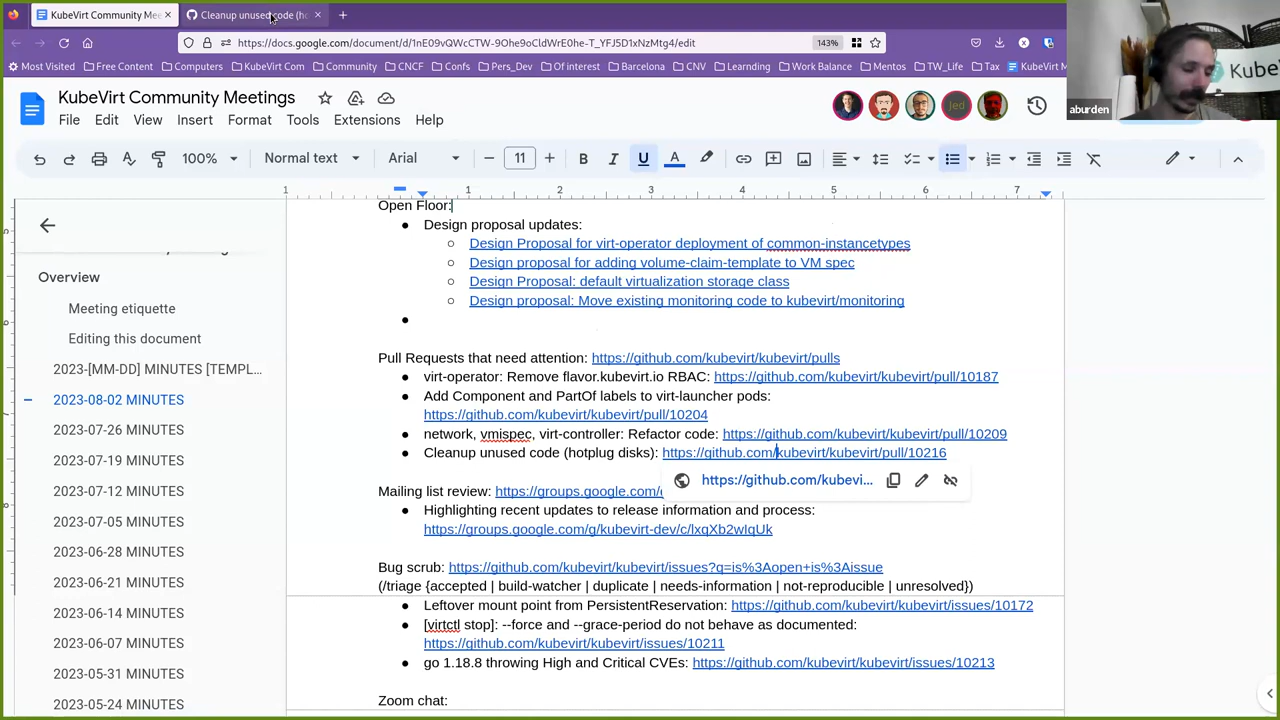 KubeVirt Community Mee
Cleanup unused code (ho
https://docs.google.com/document/d/1nE09vQWcCTW-9Ohe9oCldWrE0he-T_YFJ5D1xNzMtg4/edit
143%
Most Visited
Free Content
Computers
KubeVirt Com
Community
CNCF
Confs
Pers_Dev
Of interest
Barcelona
CNV
Learnding
Work Balance
Mentos
TW_Life
Tax
KubeVirt M
KubeV
aburden
KubeVirt Community Meetings
File Edit View Insert Format Tools Extensions Help
Jed
100% Normal text Arial 11
1 1 2 3 4 5 6 7
Overview
Meeting etiquette
Editing this document
2023-[MM-DD] MINUTES [TEMPL...
2023-08-02 MINUTES
2023-07-26 MINUTES
2023-07-19 MINUTES
2023-07-12 MINUTES
2023-07-05 MINUTES
2023-06-28 MINUTES
2023-06-21 MINUTES
2023-06-14 MINUTES
2023-06-07 MINUTES
2023-05-31 MINUTES
2023-05-24 MINUTES
Open Floor:
Design proposal updates:
Design Proposal for virt-operator deployment of common-instancetypes
Design proposal for adding volume-claim-template to VM spec
Design Proposal: default virtualization storage class
Design proposal: Move existing monitoring code to kubevirt/monitoring
Pull Requests that need attention: https://github.com/kubevirt/kubevirt/pulls
virt-operator: Remove flavor.kubevirt.io RBAC: https://github.com/kubevirt/kubevirt/pull/10187
Add Component and PartOf labels to virt-launcher pods:
https://github.com/kubevirt/kubevirt/pull/10204
network, vmispec, virt-controller: Refactor code: https://github.com/kubevirt/kubevirt/pull/10209
Cleanup unused code (hotplug disks): https://github.com/kubevirt/kubevirt/pull/10216
https://github.com/kubevi...
Mailing list review: https://groups.google.com/
Highlighting recent updates to release information and process:
https://groups.google.com/g/kubevirt-dev/c/lxqXb2wIqUk
Bug scrub: https://github.com/kubevirt/kubevirt/issues?q=is%3Aopen+is%3Aissue
(/triage {accepted | build-watcher | duplicate | needs-information | not-reproducible | unresolved})
Leftover mount point from PersistentReservation: https://github.com/kubevirt/kubevirt/issues/10172
[virtctl stop]: --force and --grace-period do not behave as documented:
https://github.com/kubevirt/kubevirt/issues/10211
go 1.18.8 throwing High and Critical CVEs: https://github.com/kubevirt/kubevirt/issues/10213
Zoom chat: